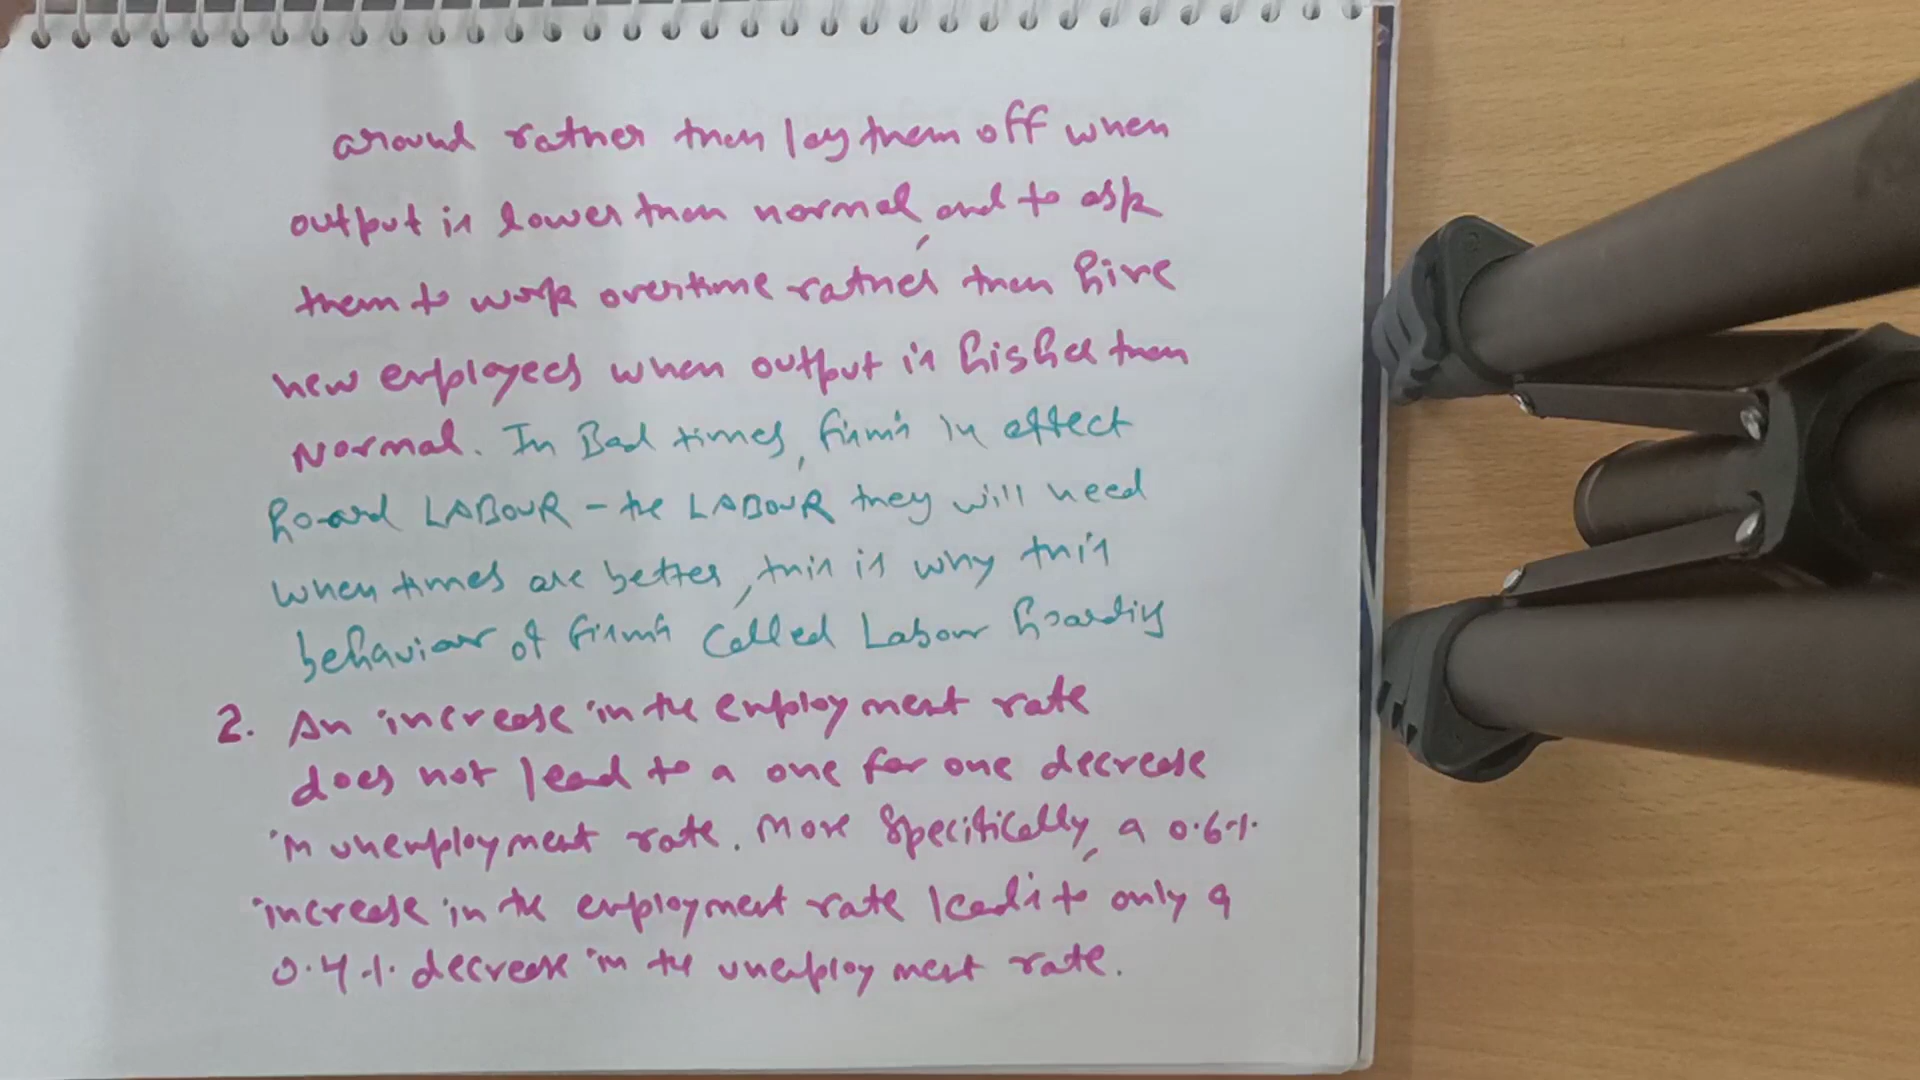 around rather than lay them off when
output is lower than normal, and to ask
them to work overtime rather than hire
new employees when output is higher than
Normal. In Bad times, firms in effect
hoard LABOUR - the LABOUR they will need
when times are better, this is why this
behaviour of firms called Labour hoarding
2. An increase in the employment rate
does not lead to a one for one decrease
in unemployment rate. More specifically, a 0.6%
increase in the employment rate leads to only a
0.4% decrease in the unemployment rate.